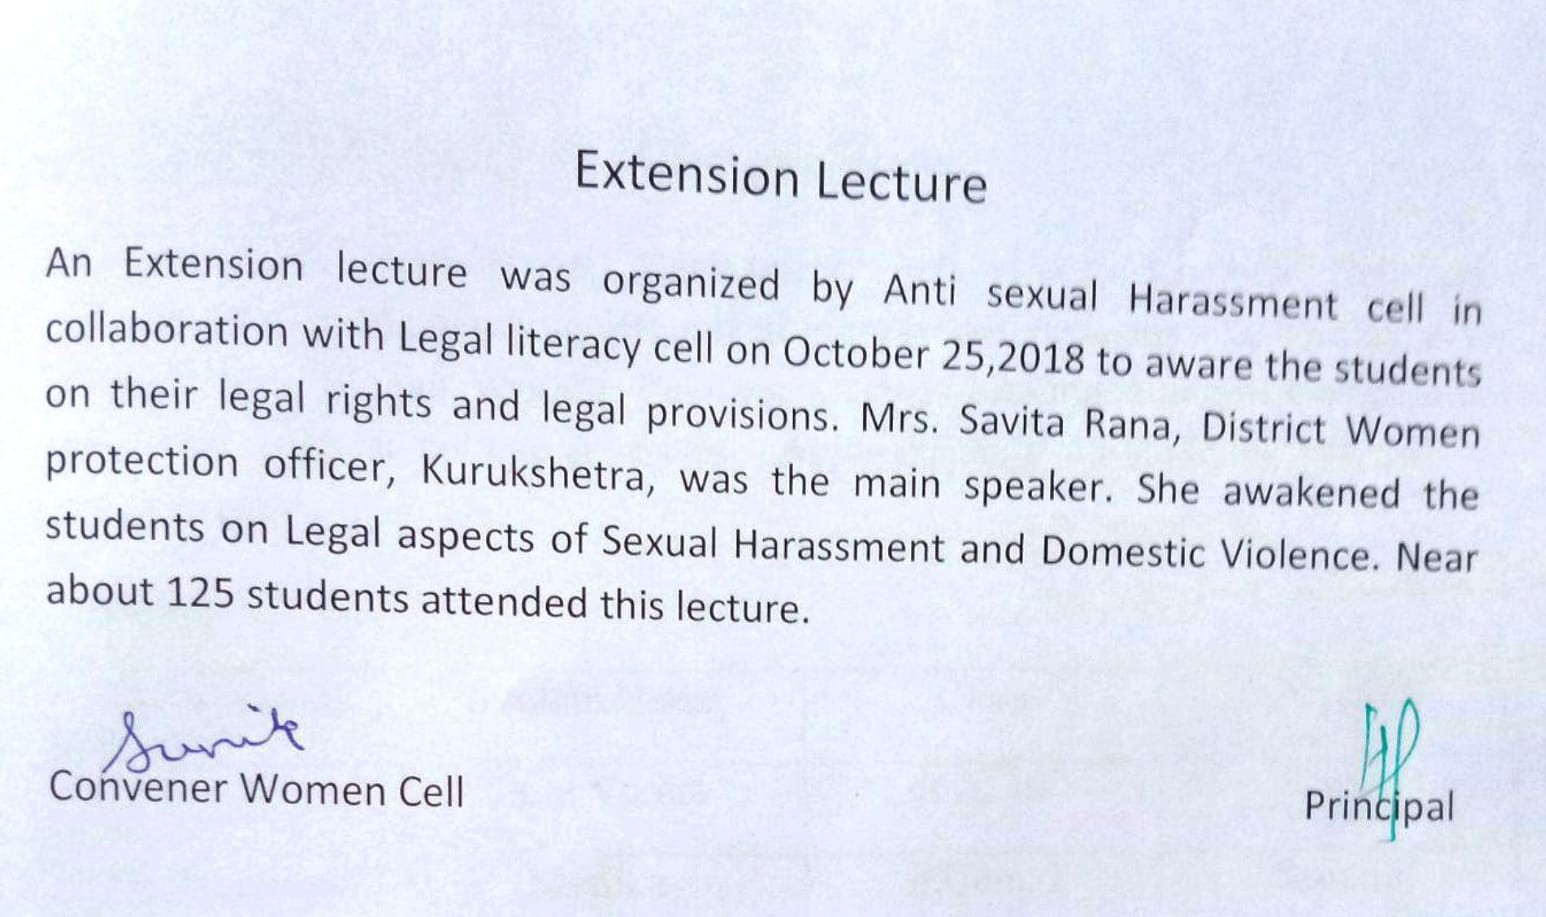 Extension Lecture
An Extension lecture was organized by Anti sexual Harassment cell in
collaboration with Legal literacy cell on October 25,2018 to aware the students
on their legal rights and legal provisions. Mrs. Savita Rana, District Women
protection officer, Kurukshetra, was the main speaker. She awakened the
students on Legal aspects of Sexual Harassment and Domestic Violence. Near
about 125 students attended this lecture.
Convener Women Cell
Principal